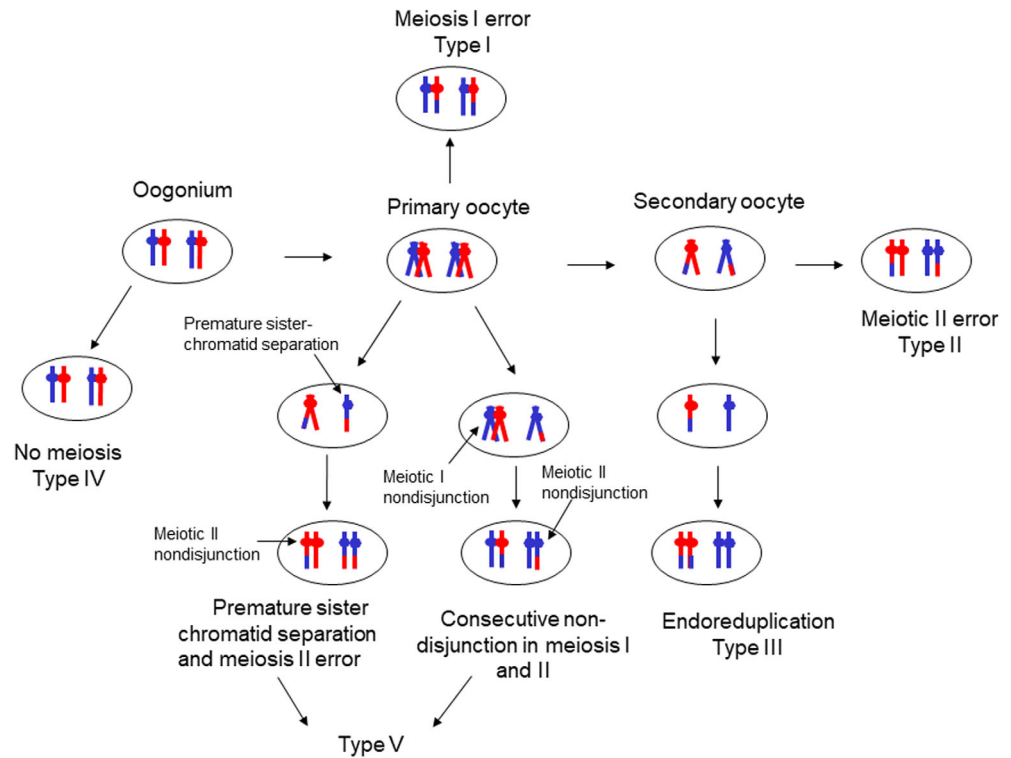 Meiosis I error
Type I
Oogonium
Primary oocyte
Secondary oocyte
Meiotic II error
Type II
Premature sister-
chromatid separation
No meiosis
Type IV
Meiotic I
nondisjunction
Meiotic II
nondisjunction
Meiotic II
nondisjunction
Premature sister
chromatid separation
and meiosis II error
Consecutive non-
disjunction in meiosis I
and II
Endoreduplication
Type III
Type V